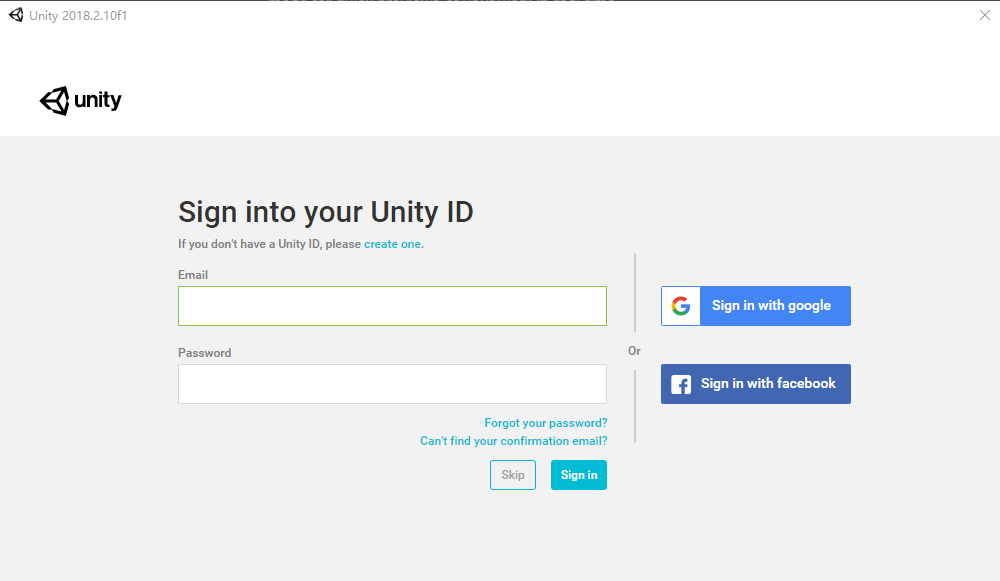 Unity 2018.2.10f1
unity
Sign into your Unity ID
If you don't have a Unity ID, please create one.
Email
Password
Forgot your password?
Can't find your confirmation email?
Skip
Sign in
Or
Sign in with google
Sign in with facebook